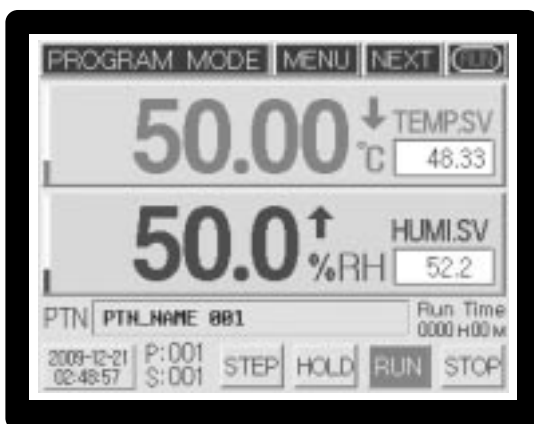 PROGRAM MODE MENU NEXT RUN
50.00 °C TEMP.SV
48.33
50.0 %RH HUMI.SV
52.2
PTN PTN_NAME 001 Run Time
0000 H 00 M
2009-12-21 P:001 STEP HOLD RUN STOP
02:48:57 S:001